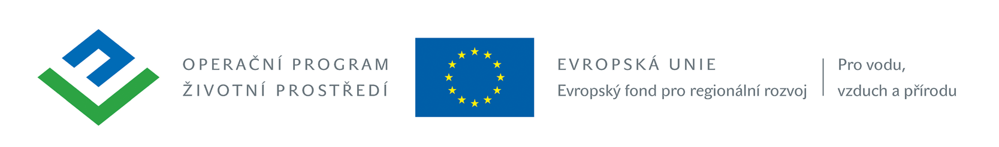 OPERAČNÍ PROGRAM
ŽIVOTNÍ PROSTŘEDÍ
EVROPSKÁ UNIE
Evropský fond pro regionální rozvoj
Pro vodu,
vzduch a přírodu